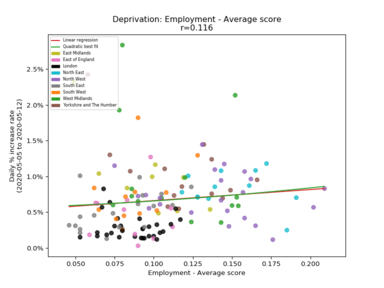 Deprivation: Employment - Average score
r=0.116
Linear regression
Quadratic best fit
East Midlands
East of England
London
North East
North West
South East
South West
West Midlands
Yorkshire and The Humber
Daily % increase rate
(2020-05-05 to 2020-05-12)
2.5%
2.0%
1.5%
1.0%
0.5%
0.0%
0.050 0.075 0.100 0.125 0.150 0.175 0.200
Employment - Average score